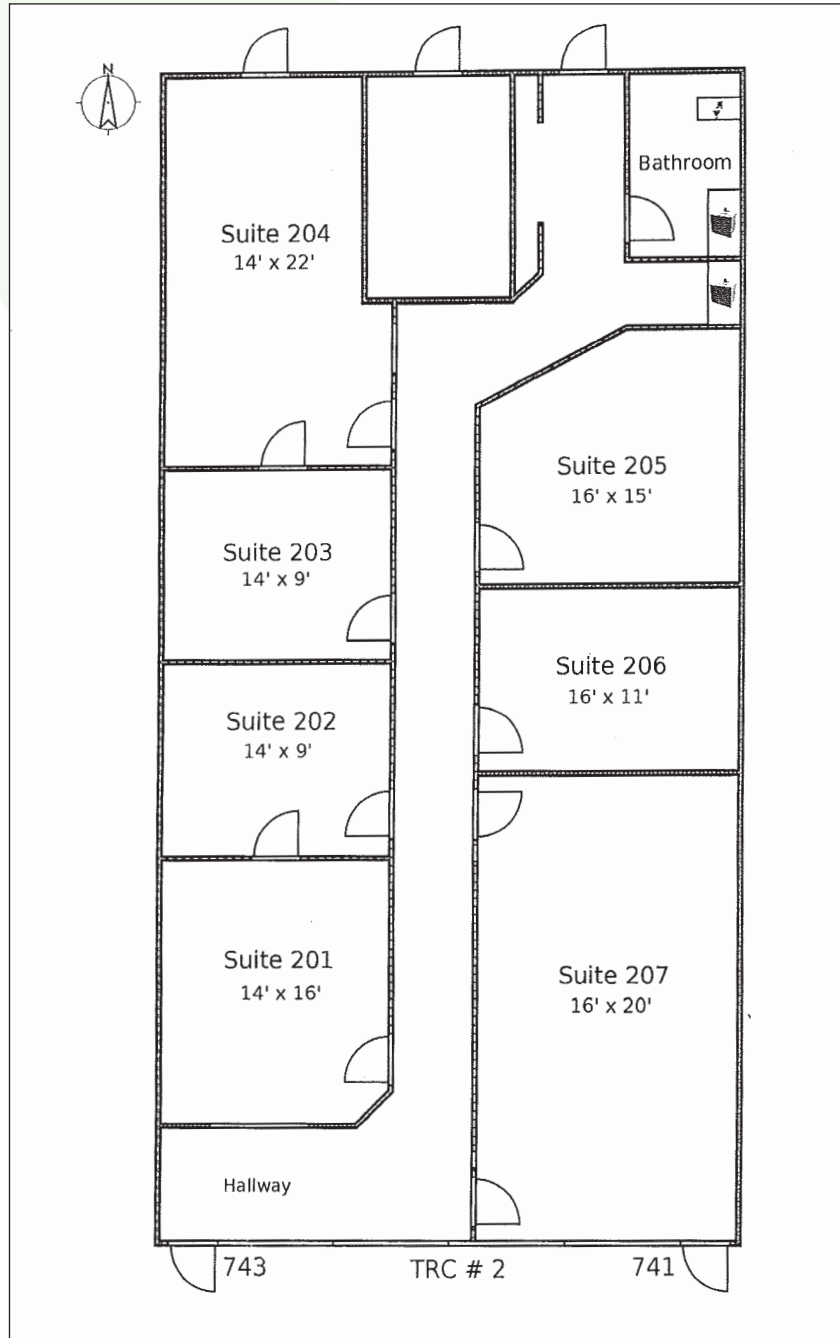 N
Bathroom
Suite 204
14' x 22'
Suite 205
16' x 15'
Suite 203
14' x 9'
Suite 206
16' x 11'
Suite 202
14' x 9'
Suite 201
14' x 16'
Suite 207
16' x 20'
Hallway
743
TRC # 2
741